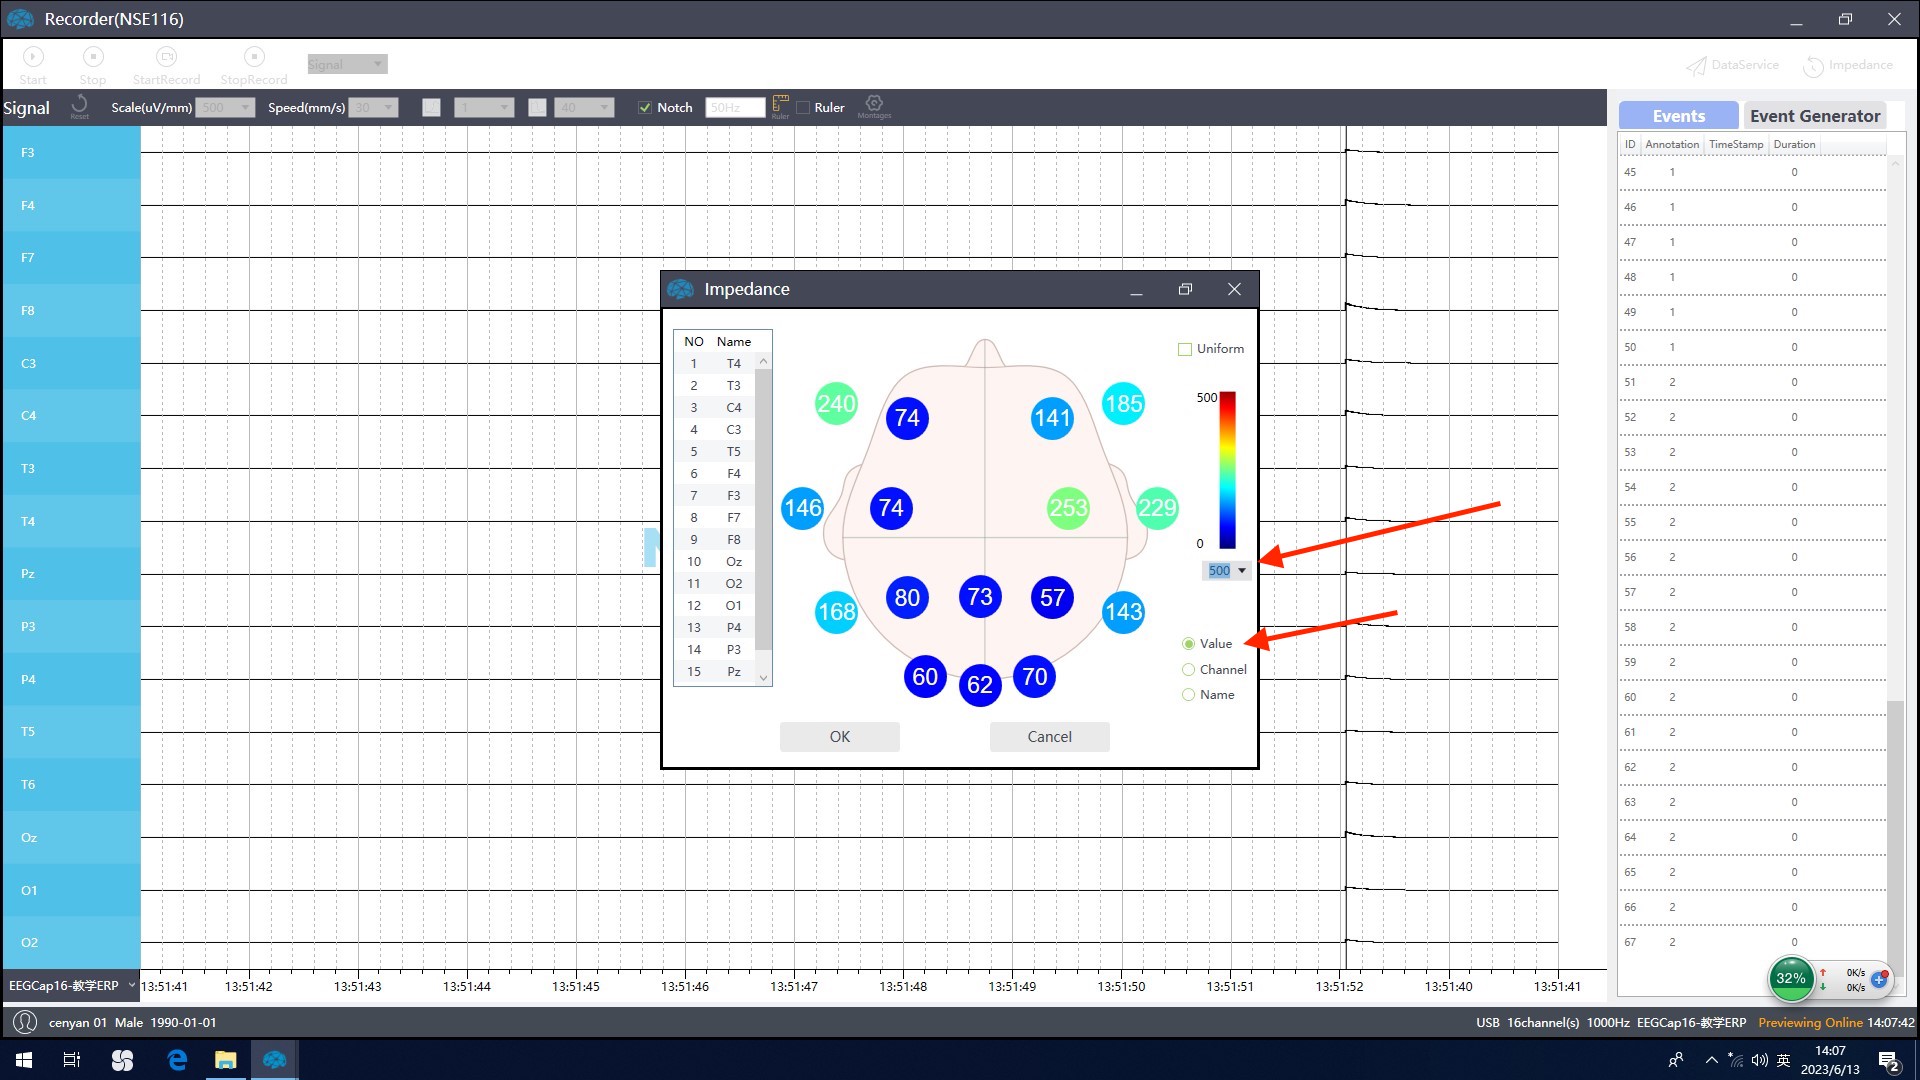 Recorder(NSE116)
Start Stop StartRecord StopRecord Signal DataService Impedance
Signal Reset Scale(uV/mm) 500 Speed(mm/s) 30 1 40 Notch 50Hz Ruler Ruler Montages
F3
F4
F7
F8
C3
C4
T3
T4
Pz
P3
P4
T5
T6
Oz
O1
O2
Impedance
NO Name
1 T4
2 T3
3 C4
4 C3
5 T5
6 F4
7 F3
8 F7
9 F8
10 Oz
11 O2
12 O1
13 P4
14 P3
15 Pz
240 74 141 185
146 74 253 229
168 80 73 57 143
60 62 70
Uniform
500
0
500
Value
Channel
Name
OK Cancel
Events Event Generator
ID Annotation TimeStamp Duration
45 1 0
46 1 0
47 1 0
48 1 0
49 1 0
50 1 0
51 2 0
52 2 0
53 2 0
54 2 0
55 2 0
56 2 0
57 2 0
58 2 0
59 2 0
60 2 0
61 2 0
62 2 0
63 2 0
64 2 0
65 2 0
66 2 0
67 2 0
32% 0K/s
0K/s
EEGCap16-教学ERP 13:51:41 13:51:42 13:51:43 13:51:44 13:51:45 13:51:46 13:51:47 13:51:48 13:51:49 13:51:50 13:51:51 13:51:52 13:51:40 13:51:41
cenyan 01 Male 1990-01-01 USB 16channel(s) 1000Hz EEGCap16-教学ERP Previewing Online 14:07:42
英 14:07
2023/6/13 2